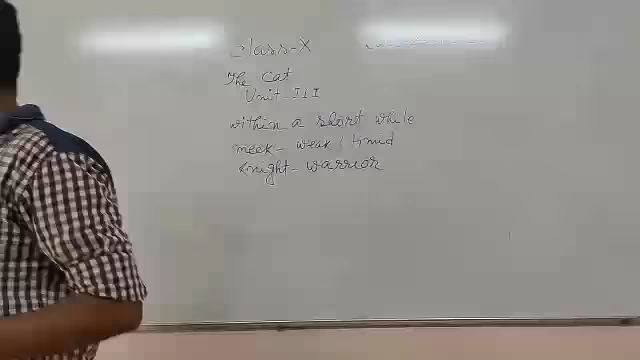 Class-X
The Cat
Unit-III
within a short while
meek- weak / timid
knight- warrior